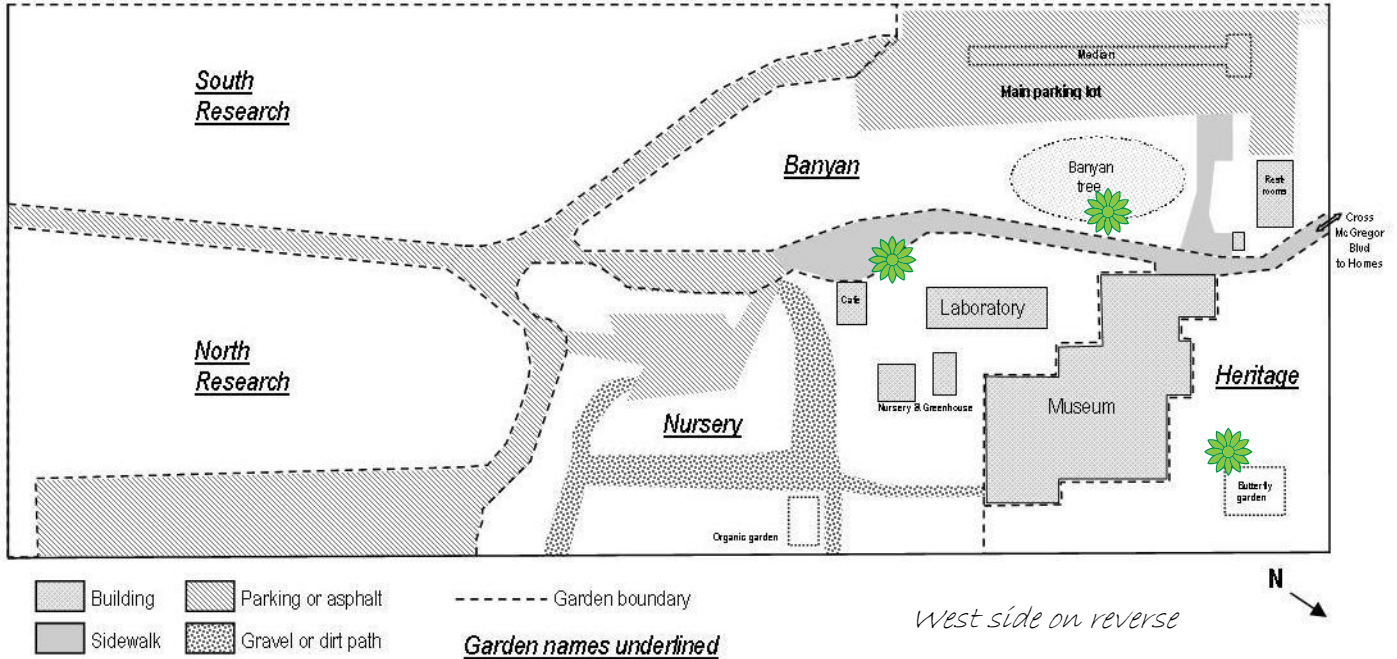 South
Research
Median
Main parking lot
Banyan
Banyan
tree
Rest
rooms
Cross
McGregor
Blvd
to Homes
Cafe
Laboratory
North
Research
Heritage
Museum
Nursery & Greenhouse
Nursery
Butterfly
garden
Organic garden
N
Building
Parking or asphalt
Garden boundary
Sidewalk
Gravel or dirt path
Garden names underlined
West side on reverse